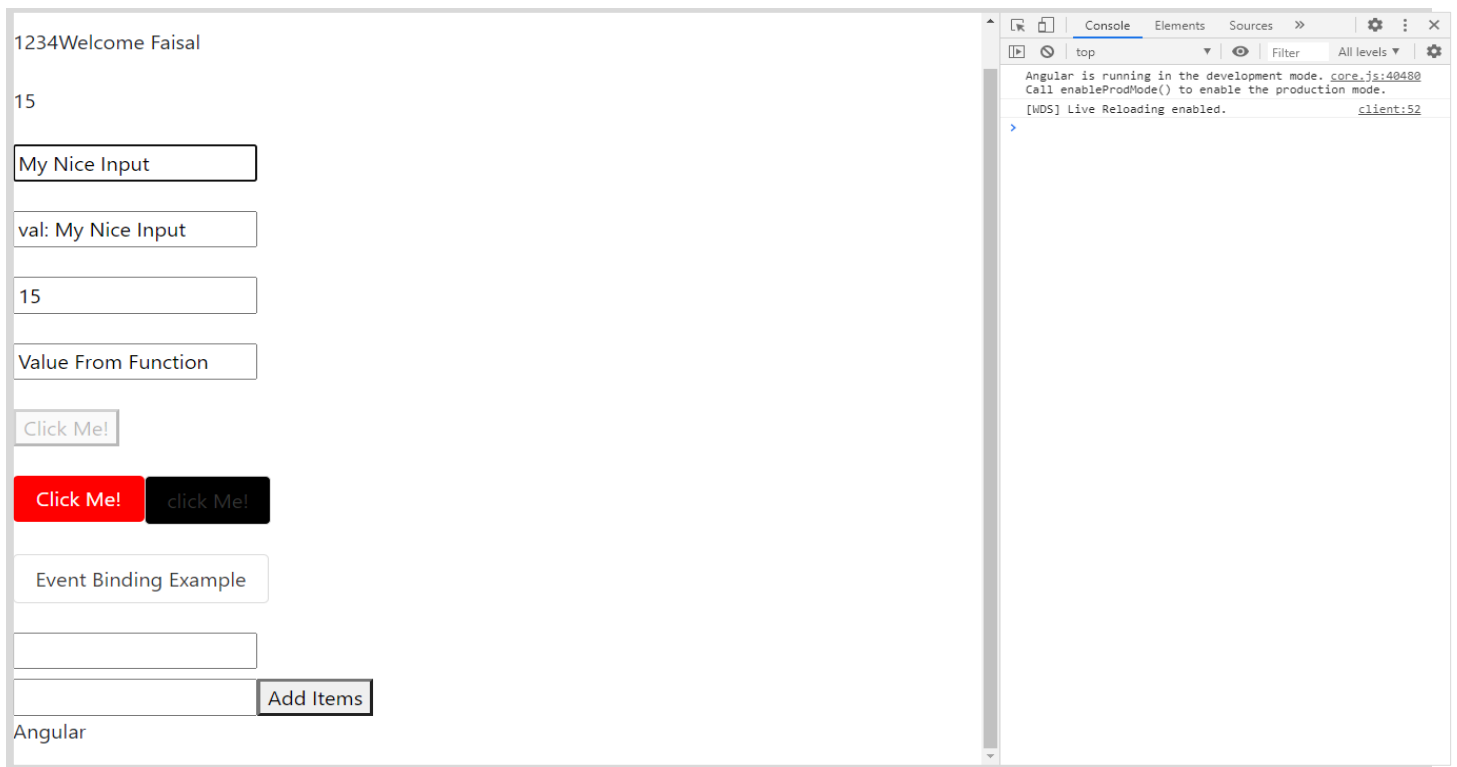 1234Welcome Faisal
15
My Nice Input
val: My Nice Input
15
Value From Function
Click Me!
Click Me! click Me!
Event Binding Example
Add Items
Angular
Console Elements Sources »
top Filter All levels
Angular is running in the development mode. core.js:40480
Call enableProdMode() to enable the production mode.
[WDS] Live Reloading enabled. client:52